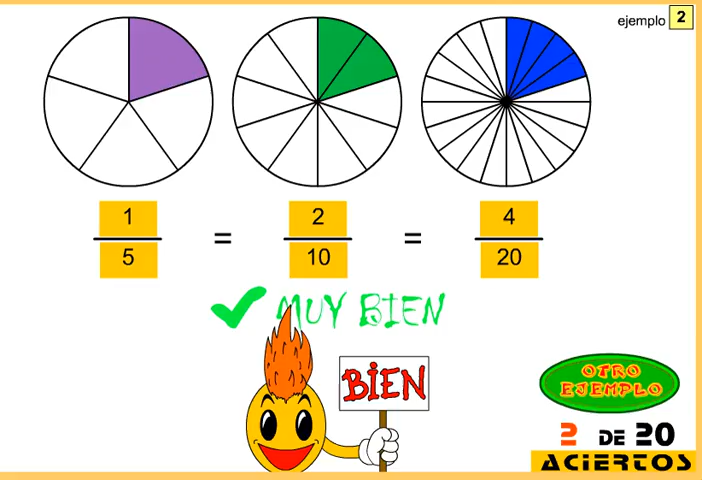 ejemplo 2
1 2 4
= =
5 10 20
✔ MUY BIEN
BIEN
OTRO
EJEMPLO
2 DE 20
ACIERTOS